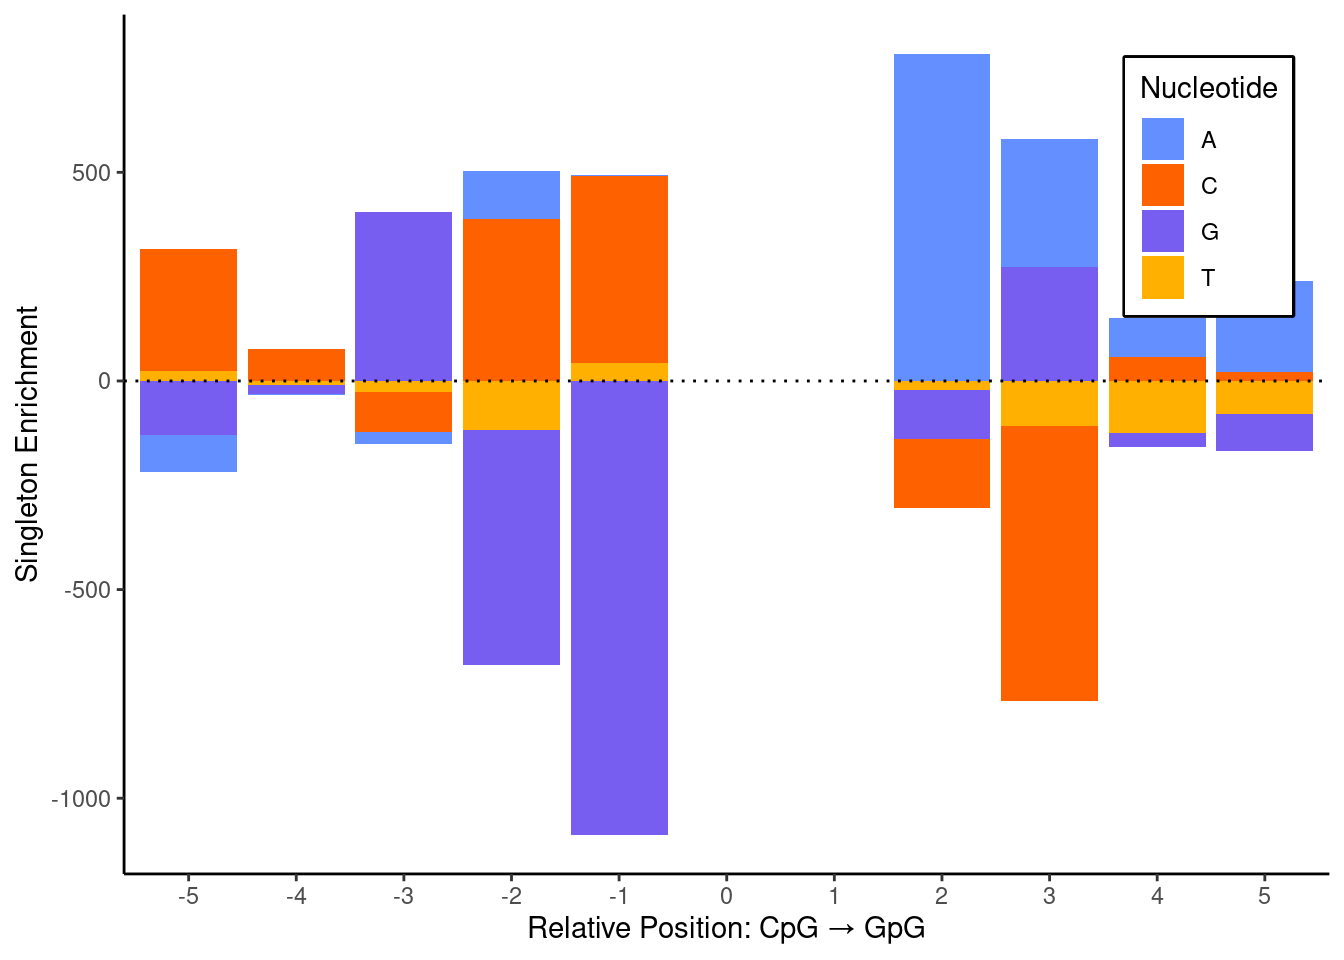 Nucleotide
A
C
G
T
Singleton Enrichment
500
0
-500
-1000
-5 -4 -3 -2 -1 0 1 2 3 4 5
Relative Position: CpG → GpG